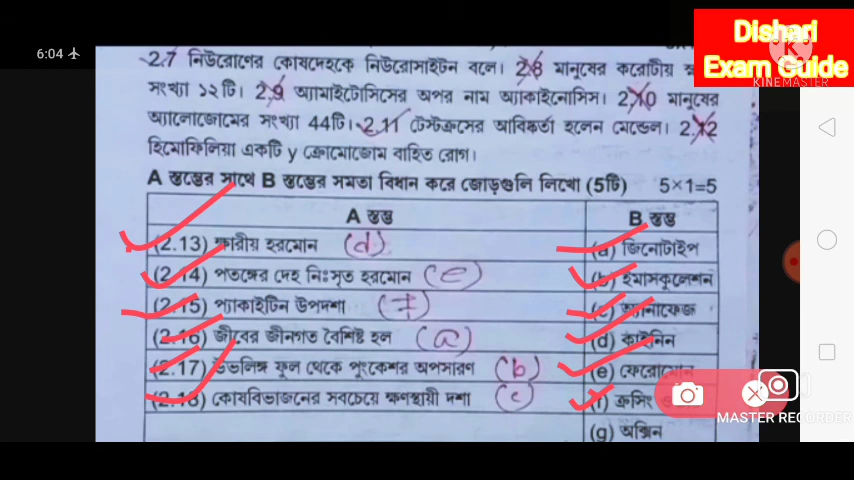 Dishari
Exam Guide
6:04
K
KINEMASTER
2.7 নিউরোণের কোষদেহকে নিউরোসাইটন বলে। 2.8 মানুষের করোটীয়
সংখ্যা ১২টি। 2.9 অ্যামাইটোসিসের অপর নাম অ্যাকাইনোসিস। 2.10 মানুষের
অ্যালোজোমের সংখ্যা 44টি। 2.11 টেস্টক্রসের আবিষ্কর্তা হলেন মেন্ডেল। 2.12
হিমোফিলিয়া একটি y ক্রোমোজোম বাহিত রোগ।
A স্তম্ভের সাথে B স্তম্ভের সমতা বিধান করে জোড়গুলি লিখো (5টি) 5×1=5
A স্তম্ভ B স্তম্ভ
(2.13) ক্ষারীয় হরমোন (d) (a) জিনোটাইপ
(2.14) পতঙ্গের দেহ নিঃসৃত হরমোন (e) (b) ইমাসকুলেশন
(2.15) প্যাকাইটিন উপদশা (f) (c) অ্যানাফেজ
(2.16) জীবের জীনগত বৈশিষ্ট হল (a) (d) কাইনিন
(2.17) উভলিঙ্গ ফুল থেকে পুংকেশর অপসারণ (b) (e) ফেরোমোন
(2.18) কোষবিভাজনের সবচেয়ে ক্ষণস্থায়ী দশা (c) (f) ক্রসিং
(g) অক্সিন
MASTER RECORDER